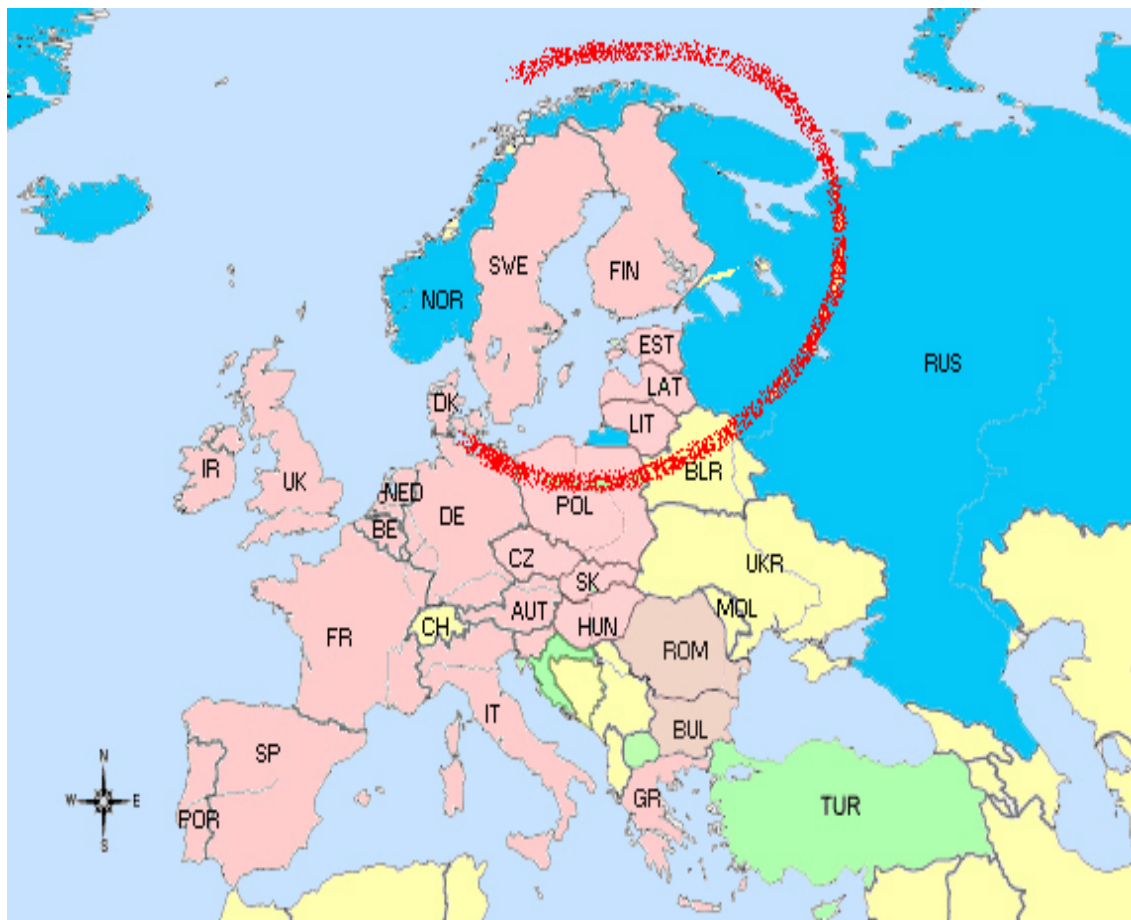 SWE
FIN
NOR
EST
RUS
LAT
DK
LIT
IR
UK
NED
BLR
BE
DE
POL
CZ
UKR
SK
AUT
MOL
CH
HUN
FR
ROM
IT
BUL
SP
N
W E
S
GR
POR
TUR